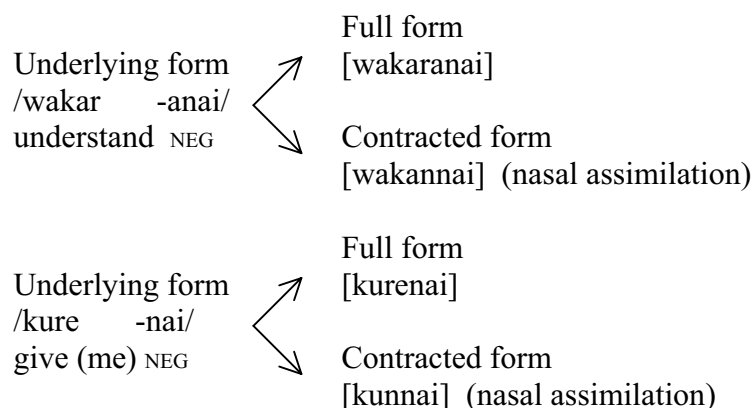 Full form
Underlying form [wakaranai]
/wakar -anai/
understand NEG Contracted form
[wakannai] (nasal assimilation)
Full form
Underlying form [kurenai]
/kure -nai/
give (me) NEG Contracted form
[kunnai] (nasal assimilation)